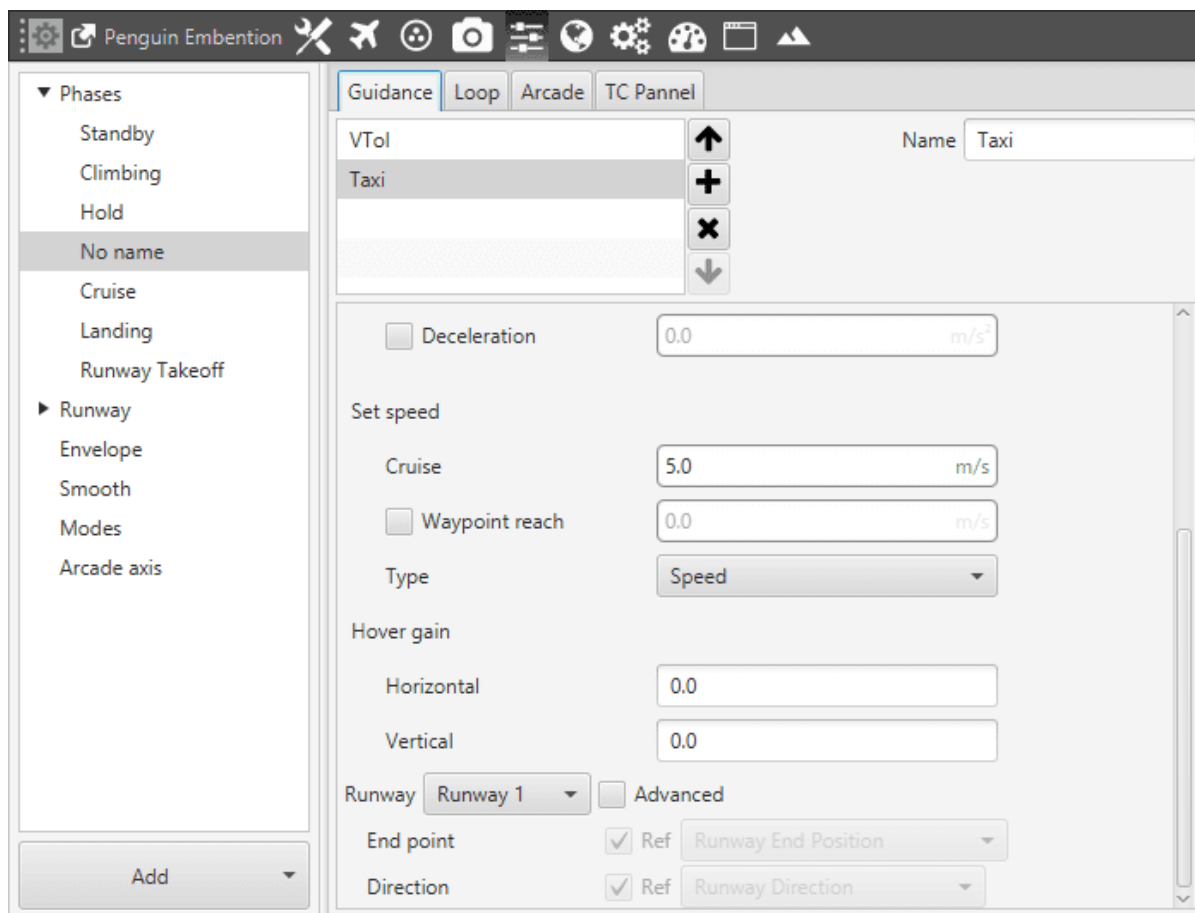 Penguin Embention
Phases
Standby
Climbing
Hold
No name
Cruise
Landing
Runway Takeoff
Runway
Envelope
Smooth
Modes
Arcade axis
Add
Guidance Loop Arcade TC Pannel
VTol
Taxi
Name Taxi
Deceleration 0.0 m/s²
Set speed
Cruise 5.0 m/s
Waypoint reach 0.0 m/s
Type Speed
Hover gain
Horizontal 0.0
Vertical 0.0
Runway Runway 1 Advanced
End point Ref Runway End Position
Direction Ref Runway Direction